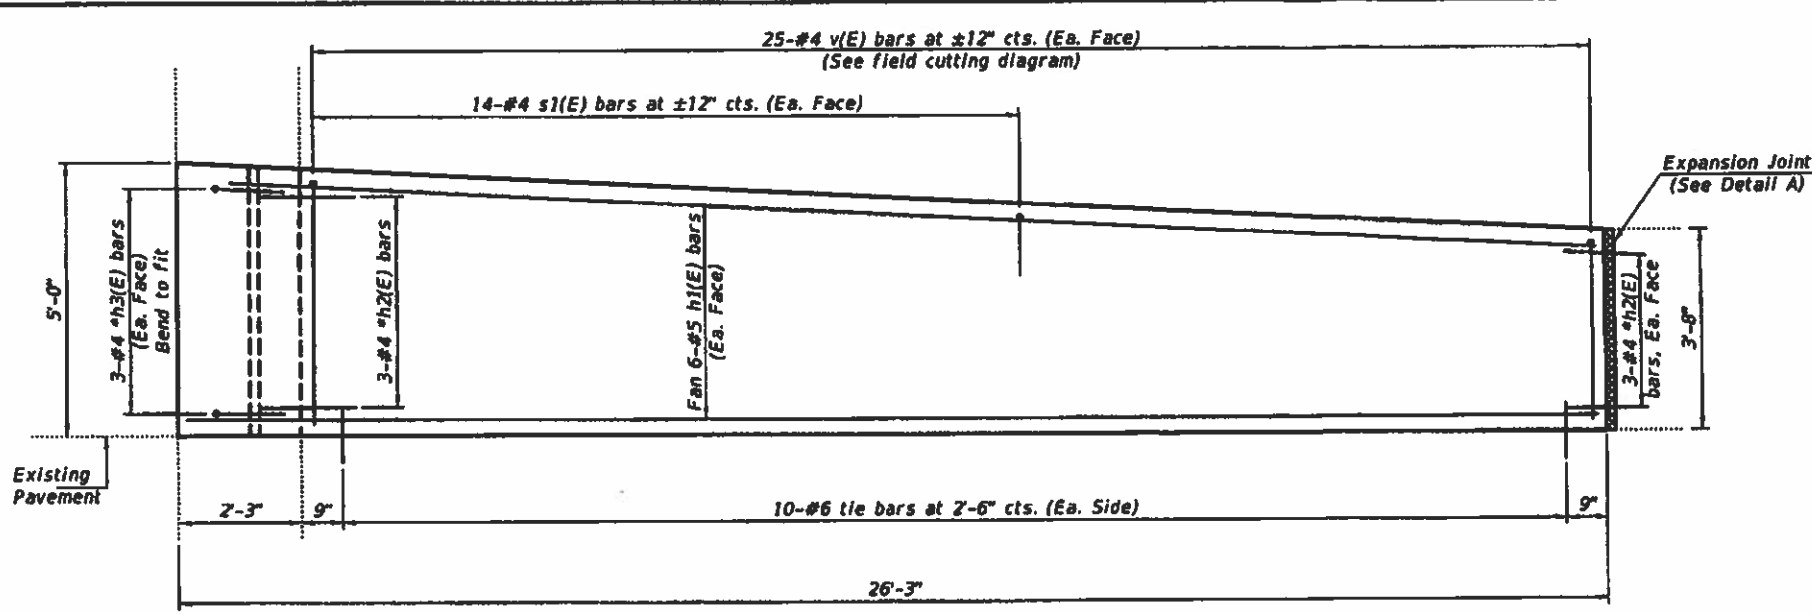 25-#4 v(E) bars at ±12" cts. (Ea. Face)
(See field cutting diagram)
14-#4 s1(E) bars at ±12" cts. (Ea. Face)
Expansion Joint
(See Detail A)
5'-0"
3-#4 *h3(E) bars
(Ea. Face)
Bend to fit
3-#4 *h2(E) bars
Fan 6-#5 h1(E) bars
(Ea. Face)
3-#4 *h2(E)
bars, Ea. Face
3'-8"
Existing
Pavement
2'-3"
9"
10-#6 tie bars at 2'-6" cts. (Ea. Side)
9"
26'-3"